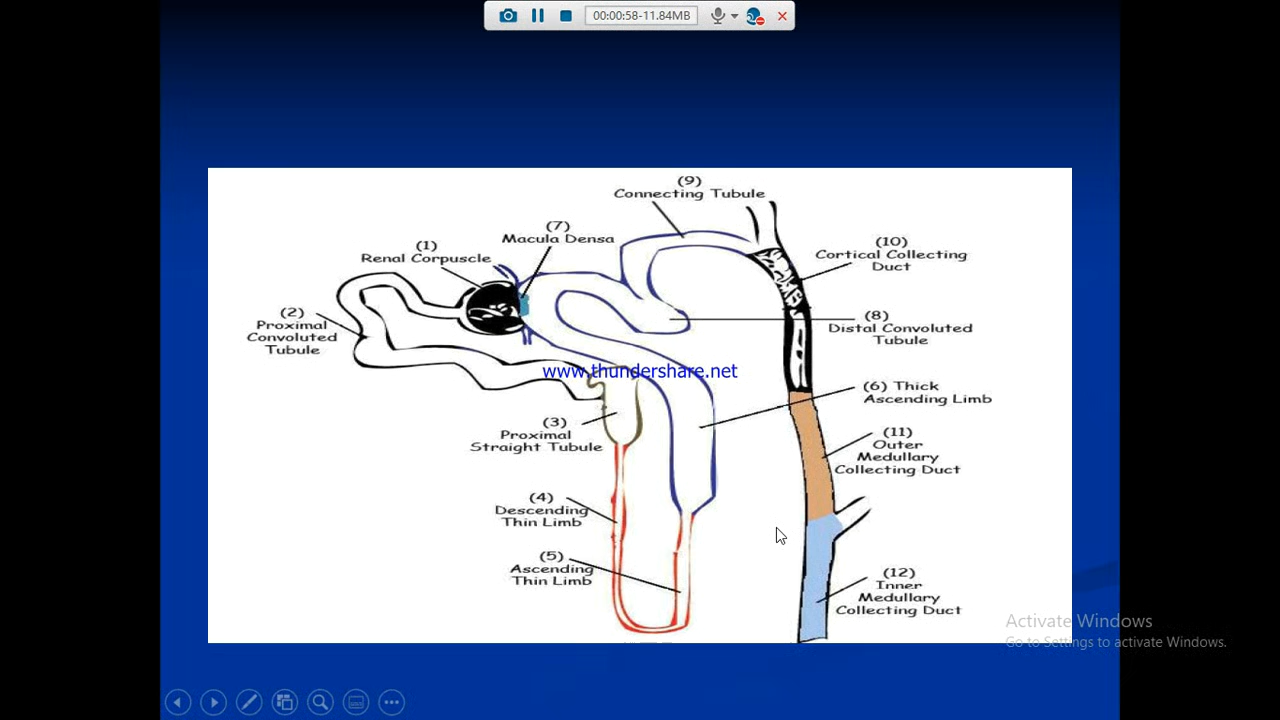 00:00:58-11.84MB
(9)
Connecting Tubule
(7)
Macula Densa
(1)
Renal Corpuscle
(10)
Cortical Collecting
Duct
(2)
Proximal
Convoluted
Tubule
(8)
Distal Convoluted
Tubule
www.thundershare.net
(6) Thick
Ascending Limb
(3)
Proximal
Straight Tubule
(11)
Outer
Medullary
Collecting Duct
(4)
Descending
Thin Limb
(5)
Ascending
Thin Limb
(12)
Inner
Medullary
Collecting Duct
Activate Windows
Go to Settings to activate Windows.